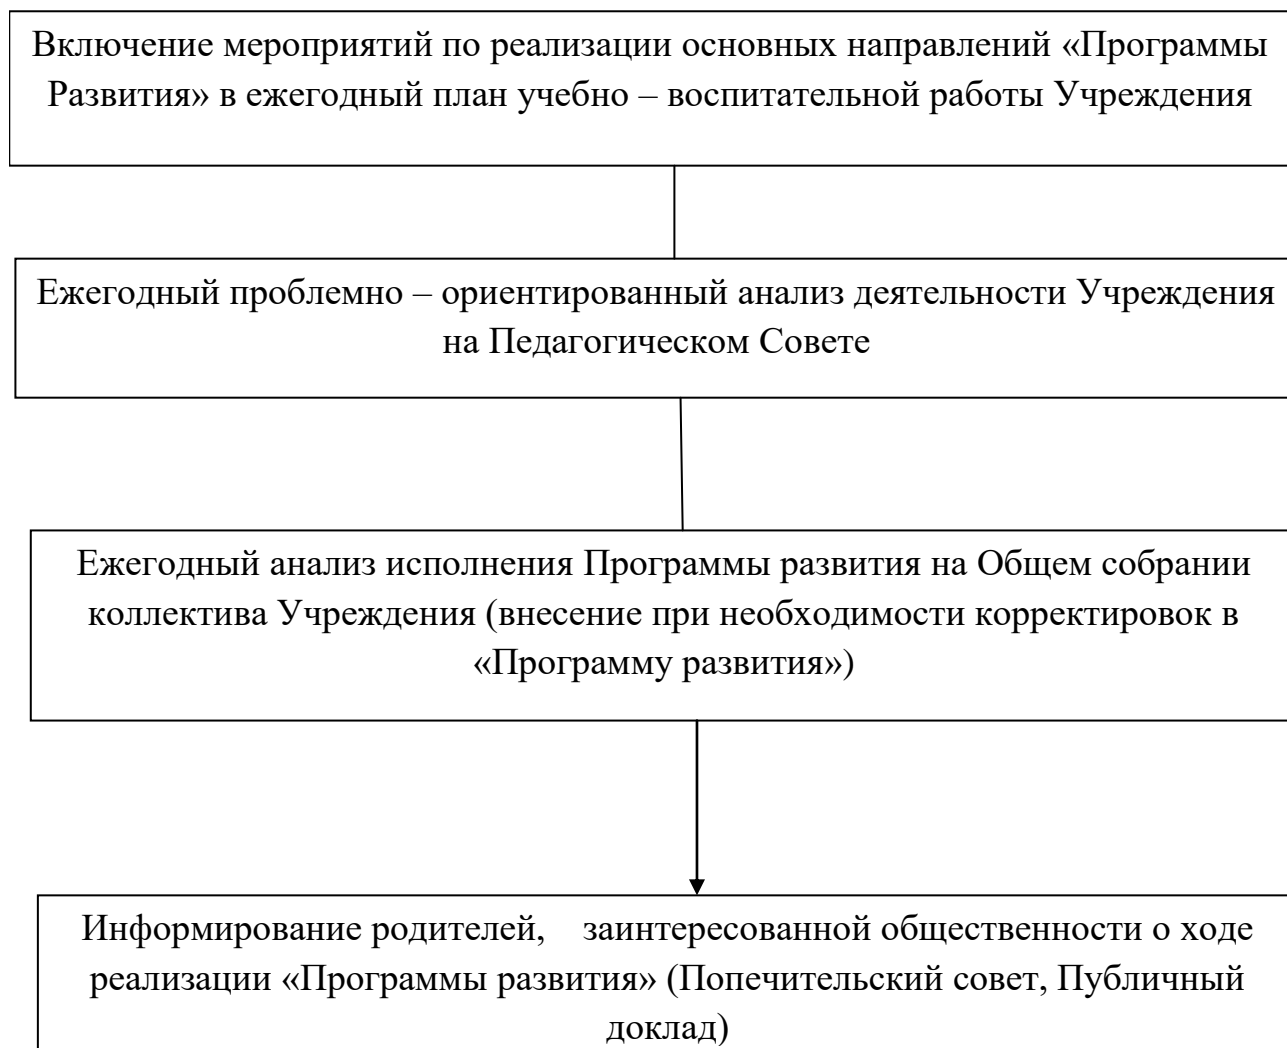 Включение мероприятий по реализации основных направлений «Программы
Развития» в ежегодный план учебно – воспитательной работы Учреждения
Ежегодный проблемно – ориентированный анализ деятельности Учреждения
на Педагогическом Совете
Ежегодный анализ исполнения Программы развития на Общем собрании
коллектива Учреждения (внесение при необходимости корректировок в
«Программу развития»)
Информирование родителей, заинтересованной общественности о ходе
реализации «Программы развития» (Попечительский совет, Публичный
доклад)